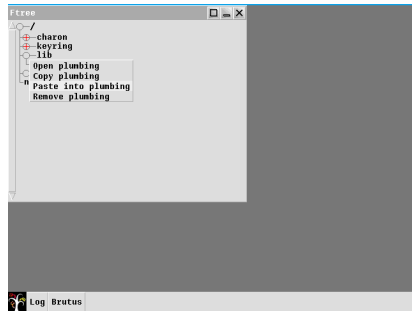 Ftree
/
charon
keyring
lib
Open plumbing
Copy plumbing
Paste into plumbing
Remove plumbing
n
Log Brutus